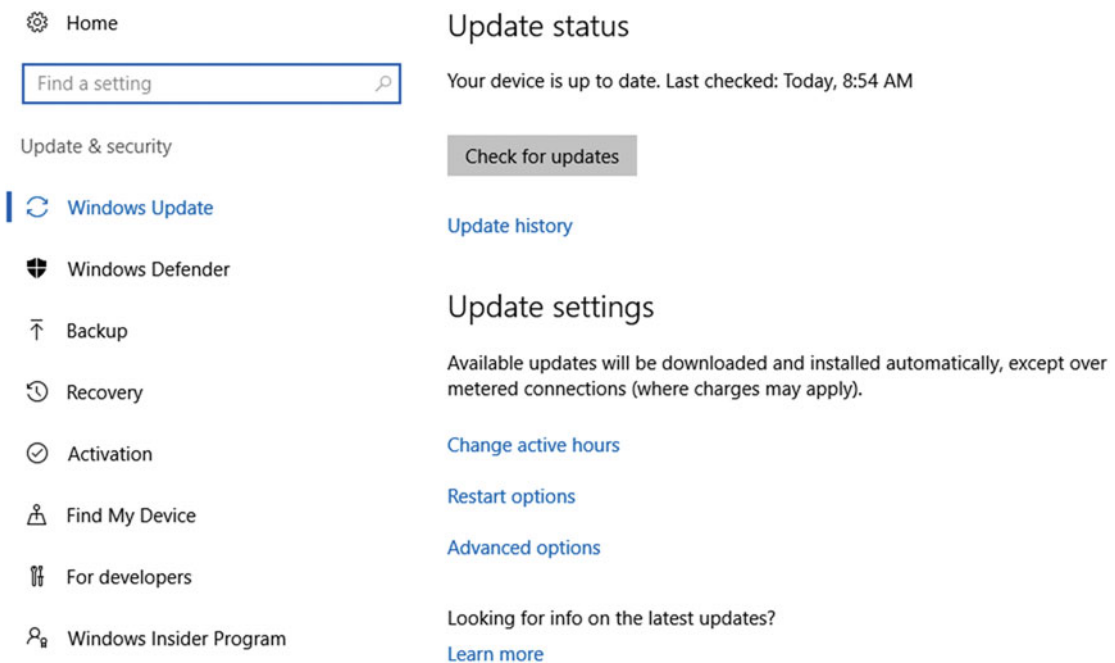 Home
Find a setting
Update & security
Windows Update
Windows Defender
Backup
Recovery
Activation
Find My Device
For developers
Windows Insider Program
Update status
Your device is up to date. Last checked: Today, 8:54 AM
Check for updates
Update history
Update settings
Available updates will be downloaded and installed automatically, except over
metered connections (where charges may apply).
Change active hours
Restart options
Advanced options
Looking for info on the latest updates?
Learn more